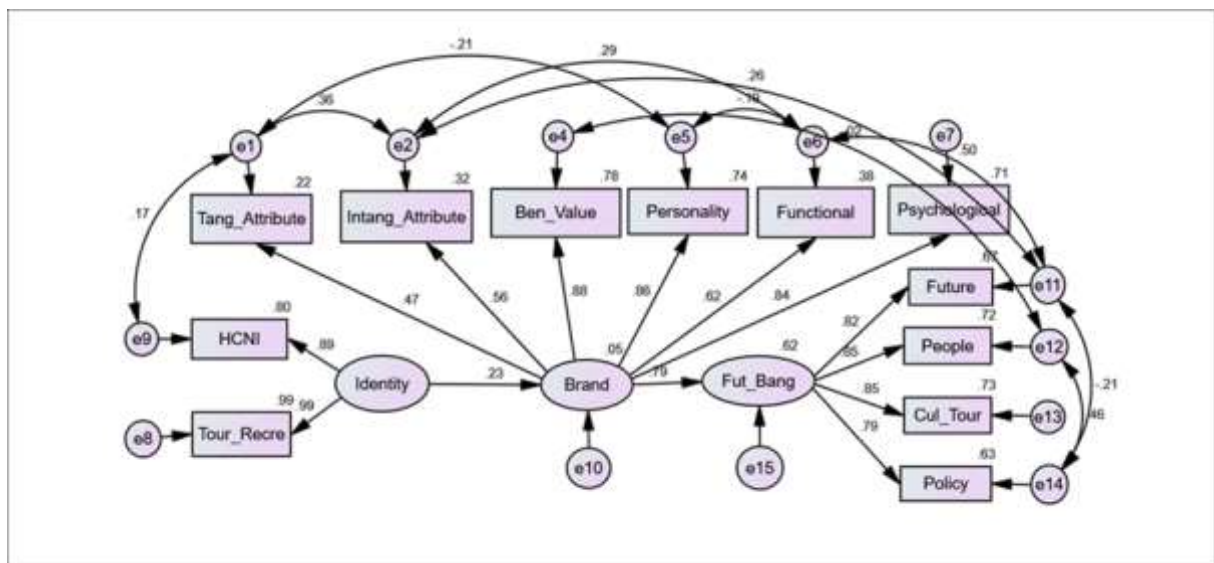 -.21
.29
.26
.36
e1
e2
e4
e5
e6
e7
.50
.17
.22
.32
.78
.74
.38
.71
Tang_Attribute
Intang_Attribute
Ben_Value
Personality
Functional
Psychological
.67
Future
e11
.80
.47
.56
.88
.86
.62
.84
.82
.72
e9
HCNI
.89
.05
.62
.85
People
e12
Identity
.23
Brand
.79
Fut_Bang
-.21
.99
.99
.85
.73
.46
e8
Tour_Recre
Cul_Tour
e13
.79
e10
e15
.63
Policy
e14